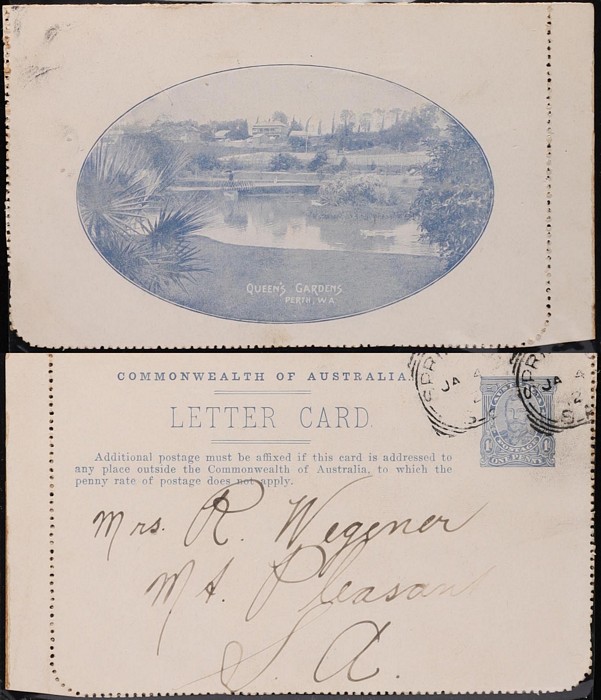 QUEEN'S GARDENS
PERTH, W.A.
COMMONWEALTH OF AUSTRALIA.
LETTER CARD.
Additional postage must be affixed if this card is addressed to
any place outside the Commonwealth of Australia, to which the
penny rate of postage does not apply.
ONE PENNY
Mrs. R. Wegener
Mt. Pleasant
S. A.